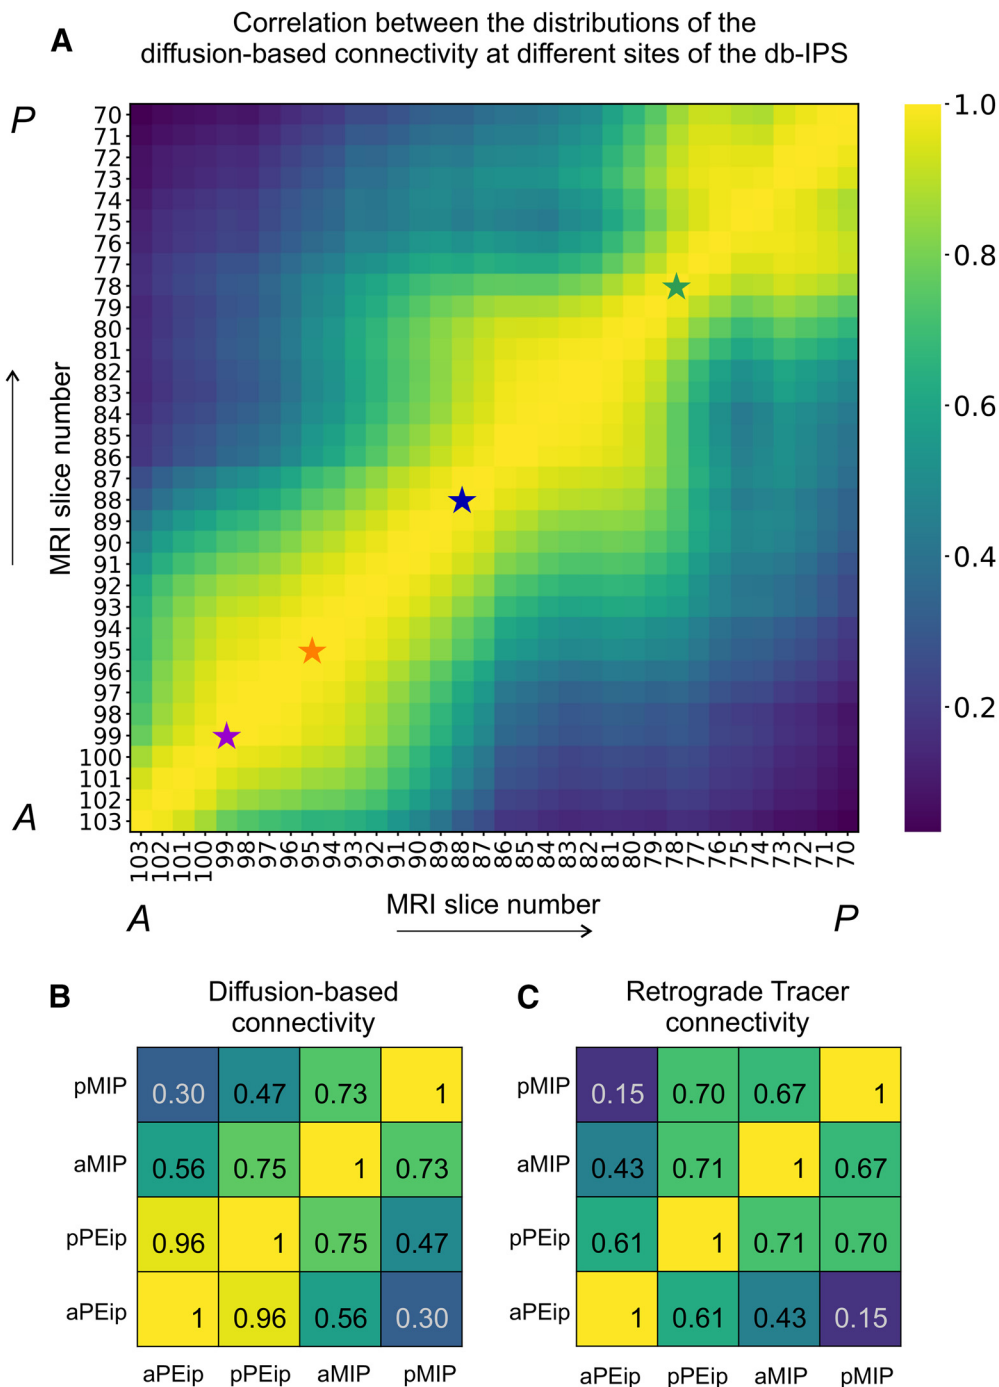 A
Correlation between the distributions of the
diffusion-based connectivity at different sites of the db-IPS
P
70
71
72
73
74
75
76
77
78
79
80
81
82
83
84
85
86
87
88
89
90
91
92
93
94
95
96
97
98
99
100
101
102
103
MRI slice number
A
1.0
0.8
0.6
0.4
0.2
103 102 101 100 99 98 97 96 95 94 93 92 91 90 89 88 87 86 85 84 83 82 81 80 79 78 77 76 75 74 73 72 71 70
A
MRI slice number
P
B
Diffusion-based
connectivity
pMIP 0.30 0.47 0.73 1
aMIP 0.56 0.75 1 0.73
pPEip 0.96 1 0.75 0.47
aPEip 1 0.96 0.56 0.30
aPEip pPEip aMIP pMIP
C
Retrograde Tracer
connectivity
pMIP 0.15 0.70 0.67 1
aMIP 0.43 0.71 1 0.67
pPEip 0.61 1 0.71 0.70
aPEip 1 0.61 0.43 0.15
aPEip pPEip aMIP pMIP